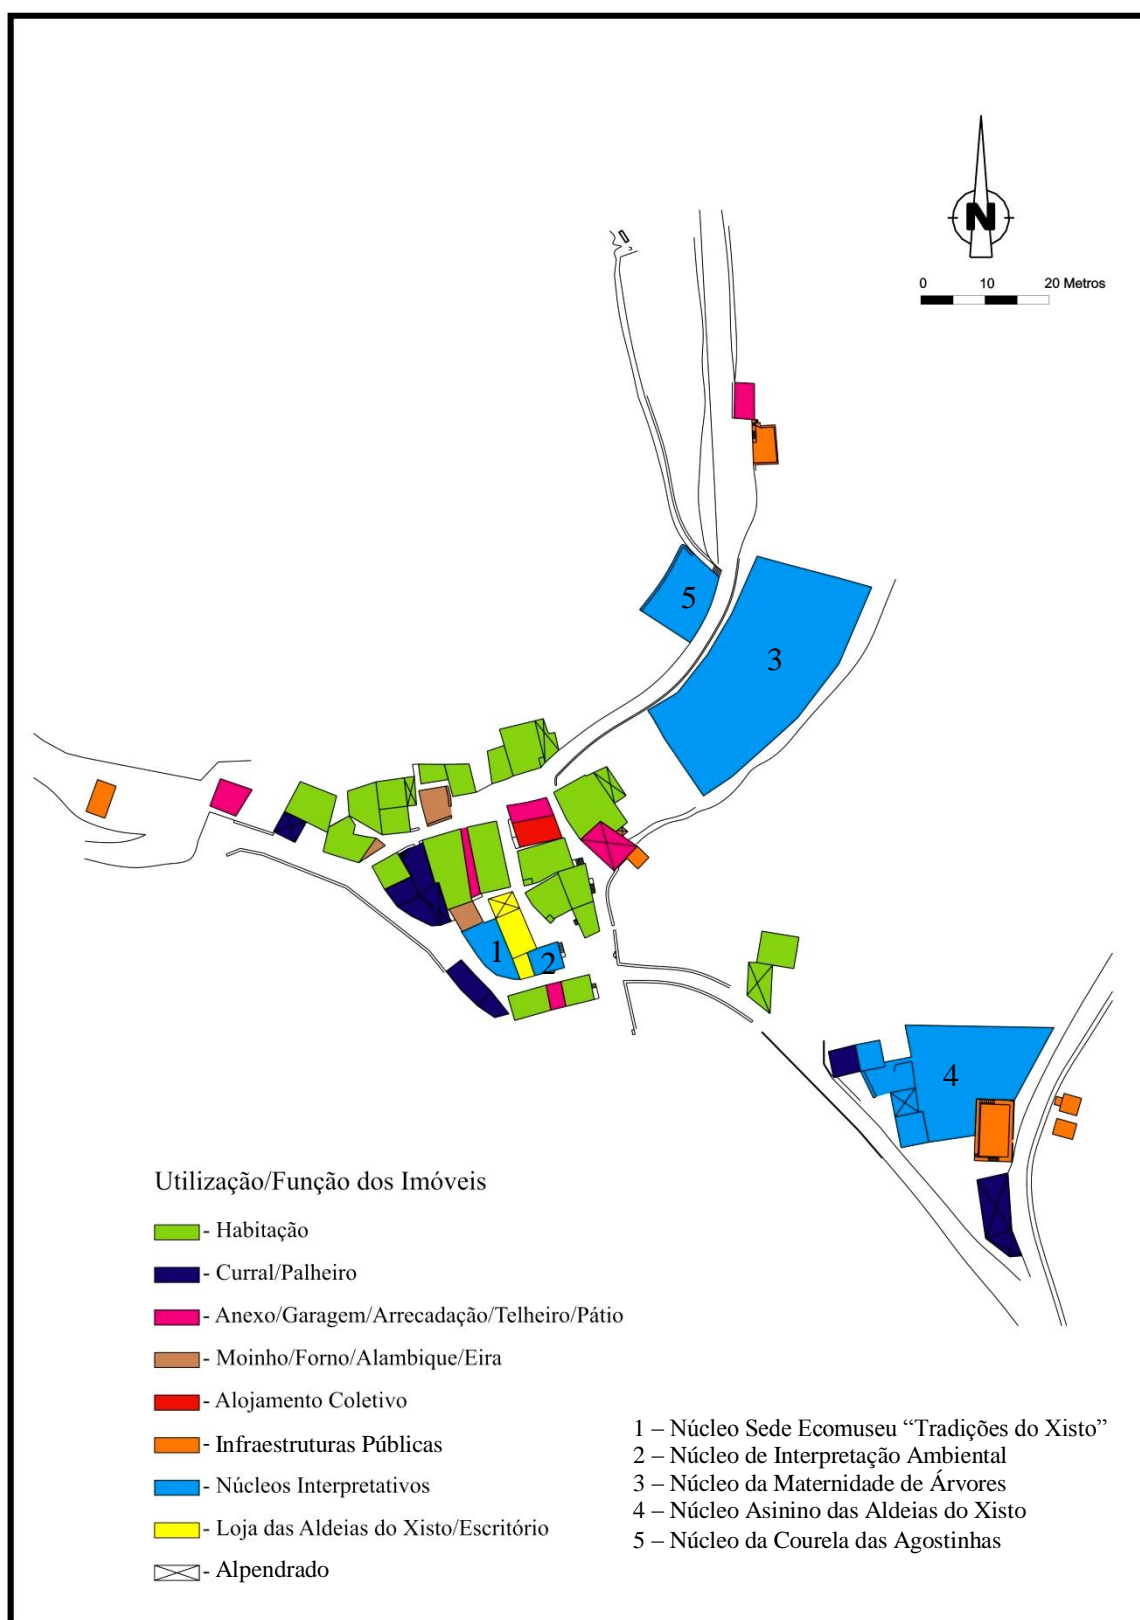 N
0 10 20 Metros
5
3
1
2
4
Utilização/Função dos Imóveis
- Habitação
- Curral/Palheiro
- Anexo/Garagem/Arrecadação/Telheiro/Pátio
- Moinho/Forno/Alambique/Eira
- Alojamento Coletivo
- Infraestruturas Públicas
- Núcleos Interpretativos
- Loja das Aldeias do Xisto/Escritório
- Alpendrado
1 – Núcleo Sede Ecomuseu “Tradições do Xisto”
2 – Núcleo de Interpretação Ambiental
3 – Núcleo da Maternidade de Árvores
4 – Núcleo Asinino das Aldeias do Xisto
5 – Núcleo da Courela das Agostinhas